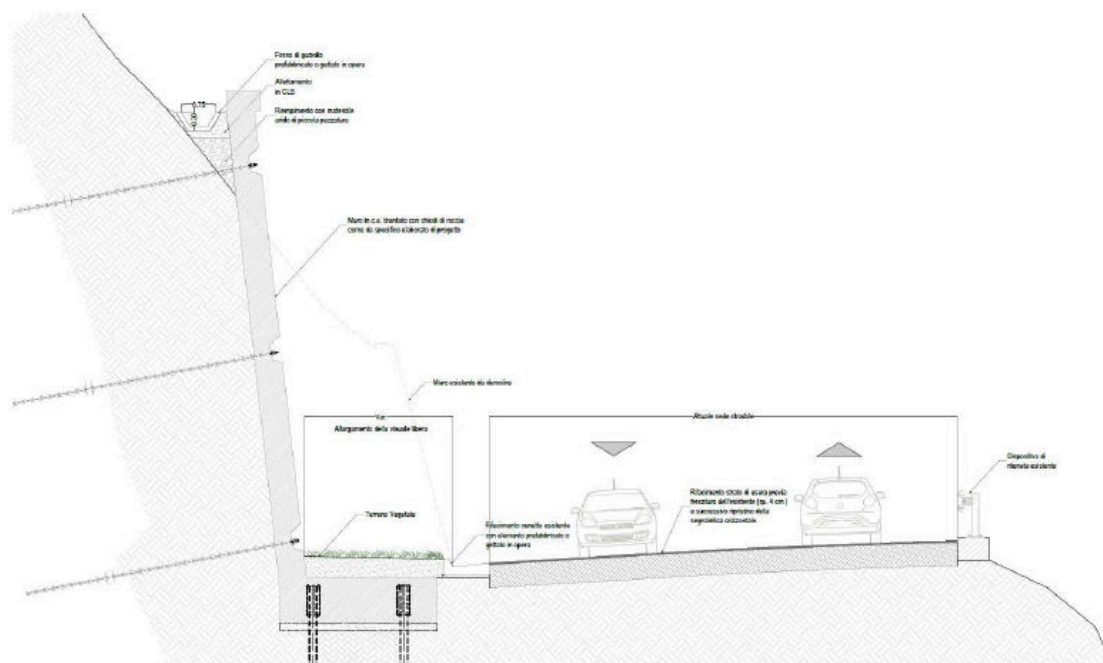 Fosso di guardia
prefabbricato o gettato in opera
Allettamento
in CLS
Riempimento con materiale
arido di piccola pezzatura
0.75
0.30
Muro in c.a. tirantato con chiodi di roccia
come da specifico elaborato di progetto
Muro esistente da demolire
Var.
Allargamento della visuale libera
Attuale sede stradale
Dispositivo di
ritenuta esistente
Rifacimento strato di usura previa
fresatura dell'esistente (sp. 4 cm)
e successivo ripristino della
segnaletica orizzontale
Terreno Vegetale
Rifacimento cunetta esistente
con elemento prefabbricato o
gettato in opera